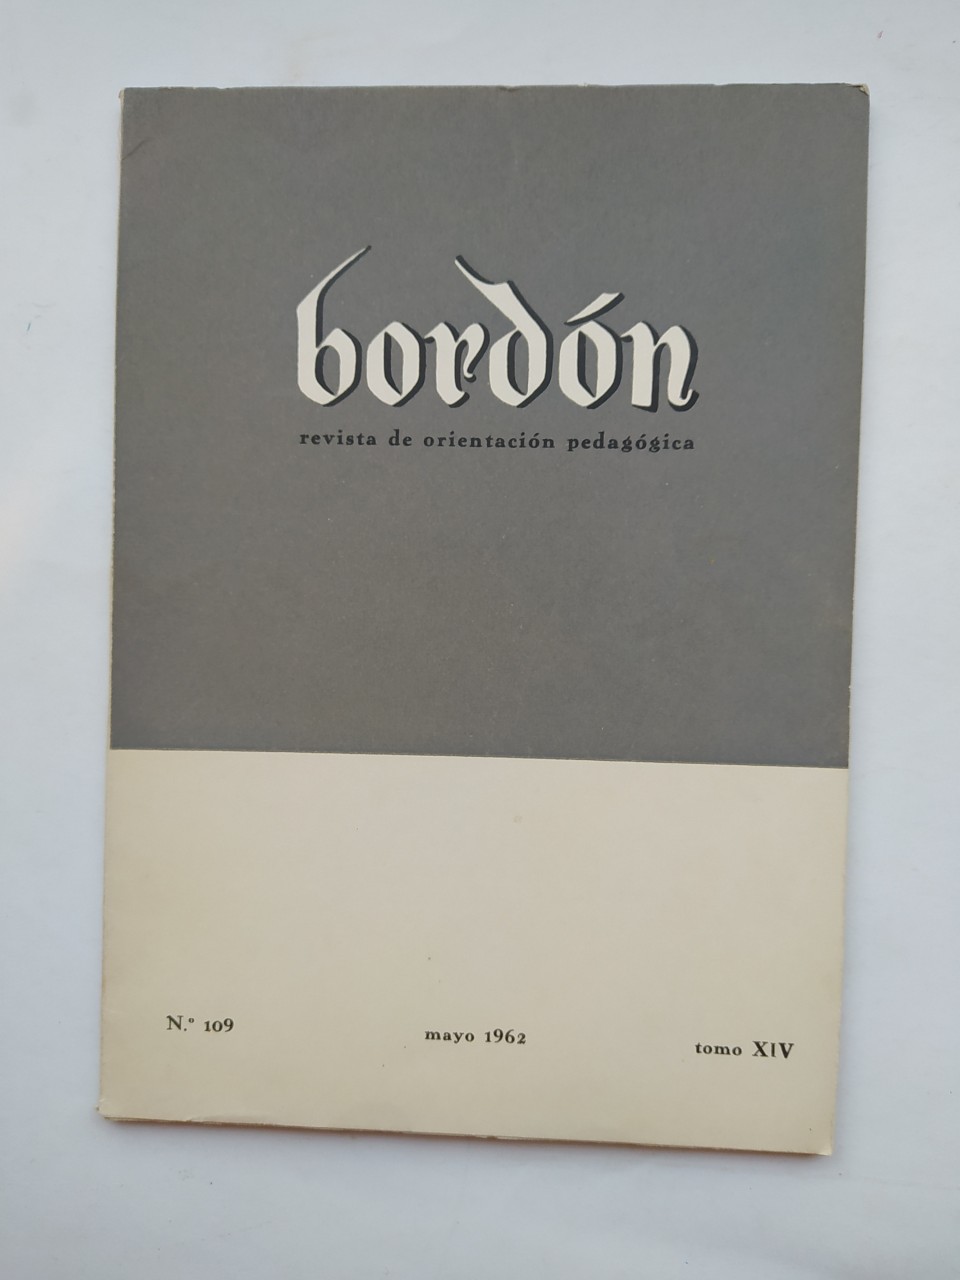 bordón
revista de orientación pedagógica
N.º 109
mayo 1962
tomo XIV